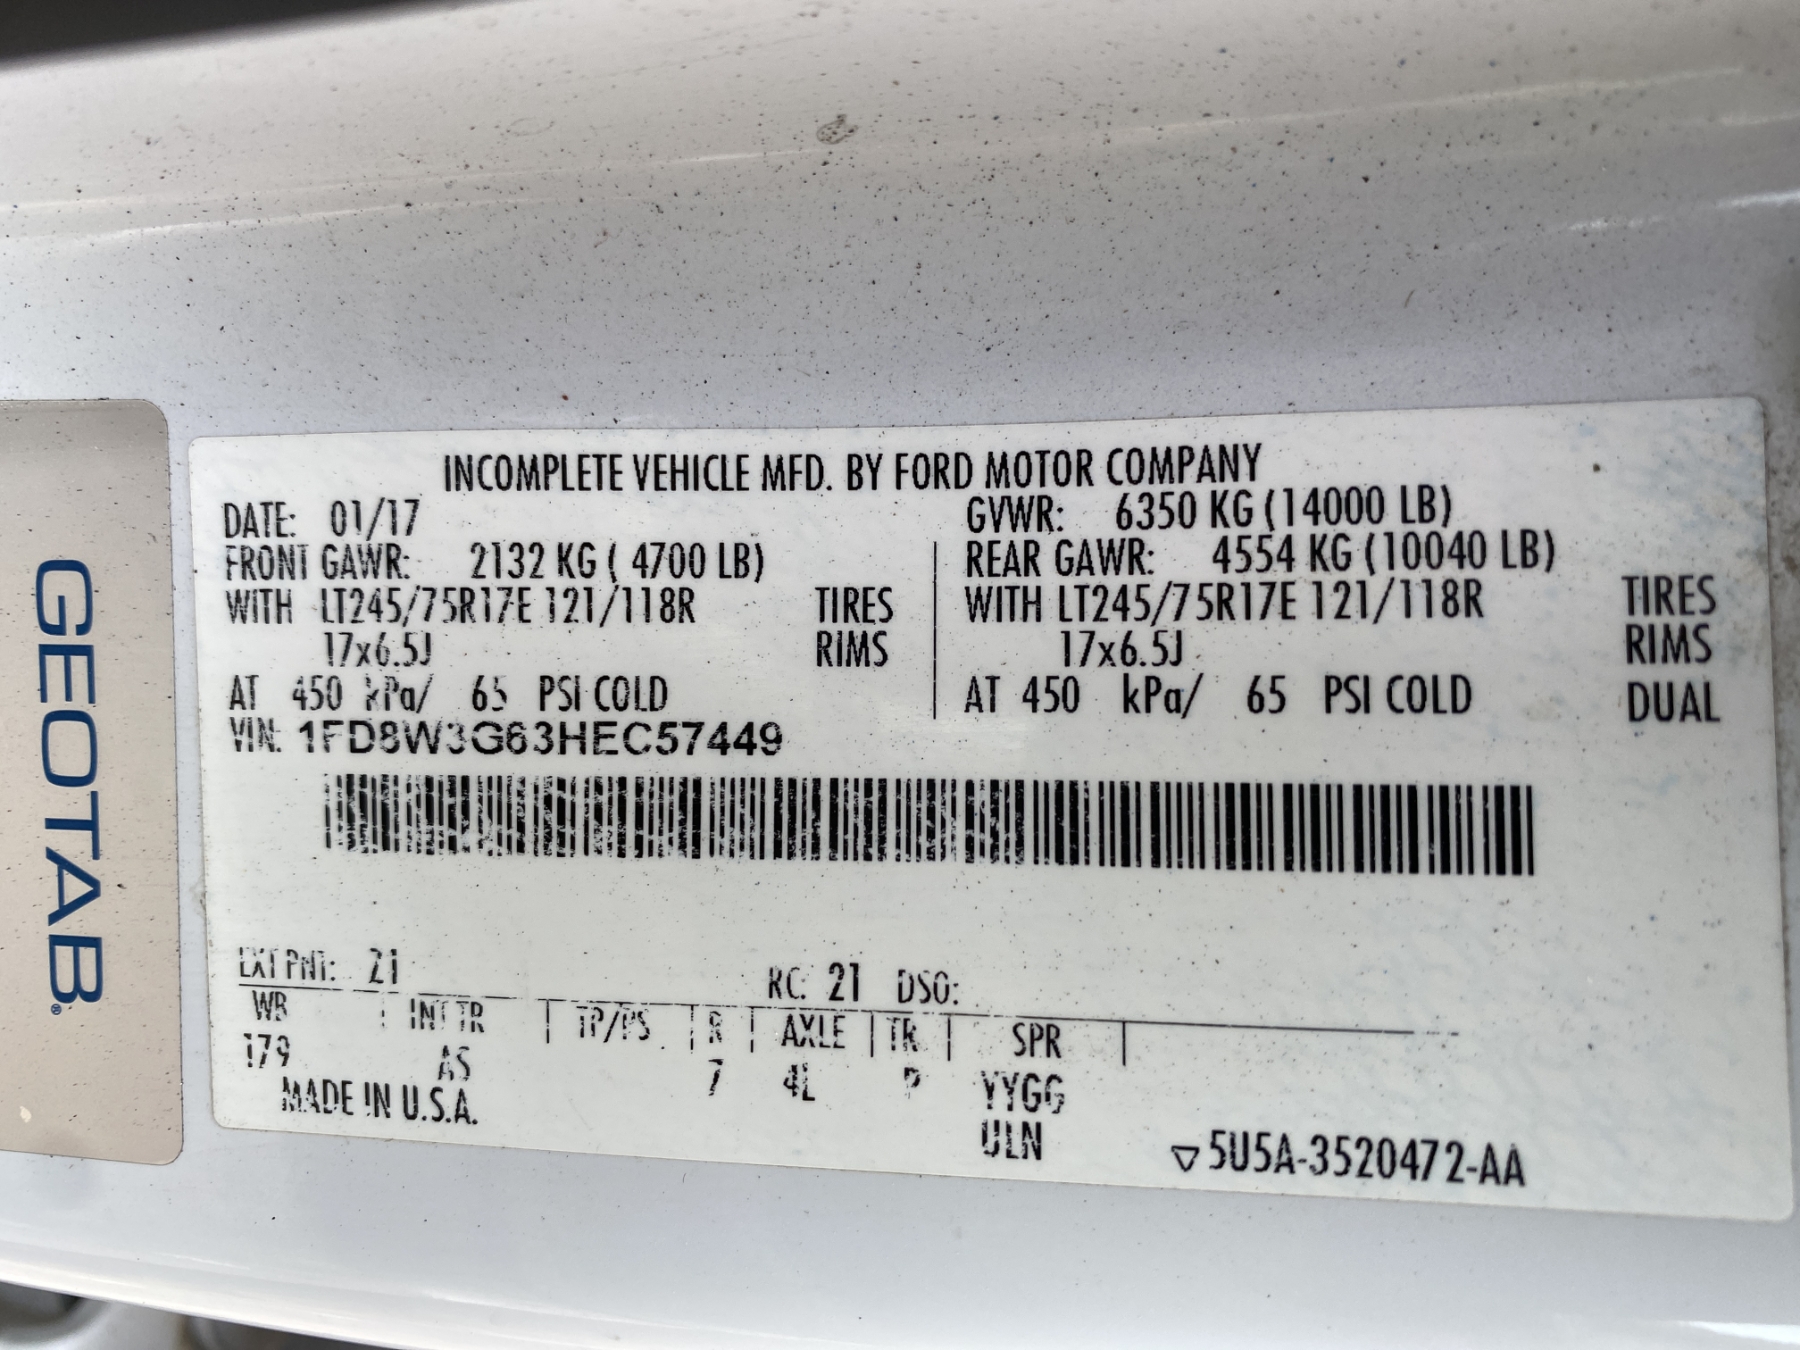 GEOTAB®
INCOMPLETE VEHICLE MFD. BY FORD MOTOR COMPANY
DATE: 01/17 GVWR: 6350 KG (14000 LB)
FRONT GAWR: 2132 KG ( 4700 LB) REAR GAWR: 4554 KG (10040 LB)
WITH LT245/75R17E 121/118R TIRES WITH LT245/75R17E 121/118R TIRES
17x6.5J RIMS 17x6.5J RIMS
AT 450 kPa/ 65 PSI COLD AT 450 kPa/ 65 PSI COLD DUAL
VIN: 1FD8W3G63HEC57449
EXT PNT: 21 RC: 21 DSO:
WB INT TR TP/PS R AXLE TR SPR
179 AS 7 4L P YYGG
MADE IN U.S.A. ULN
5U5A-3520472-AA